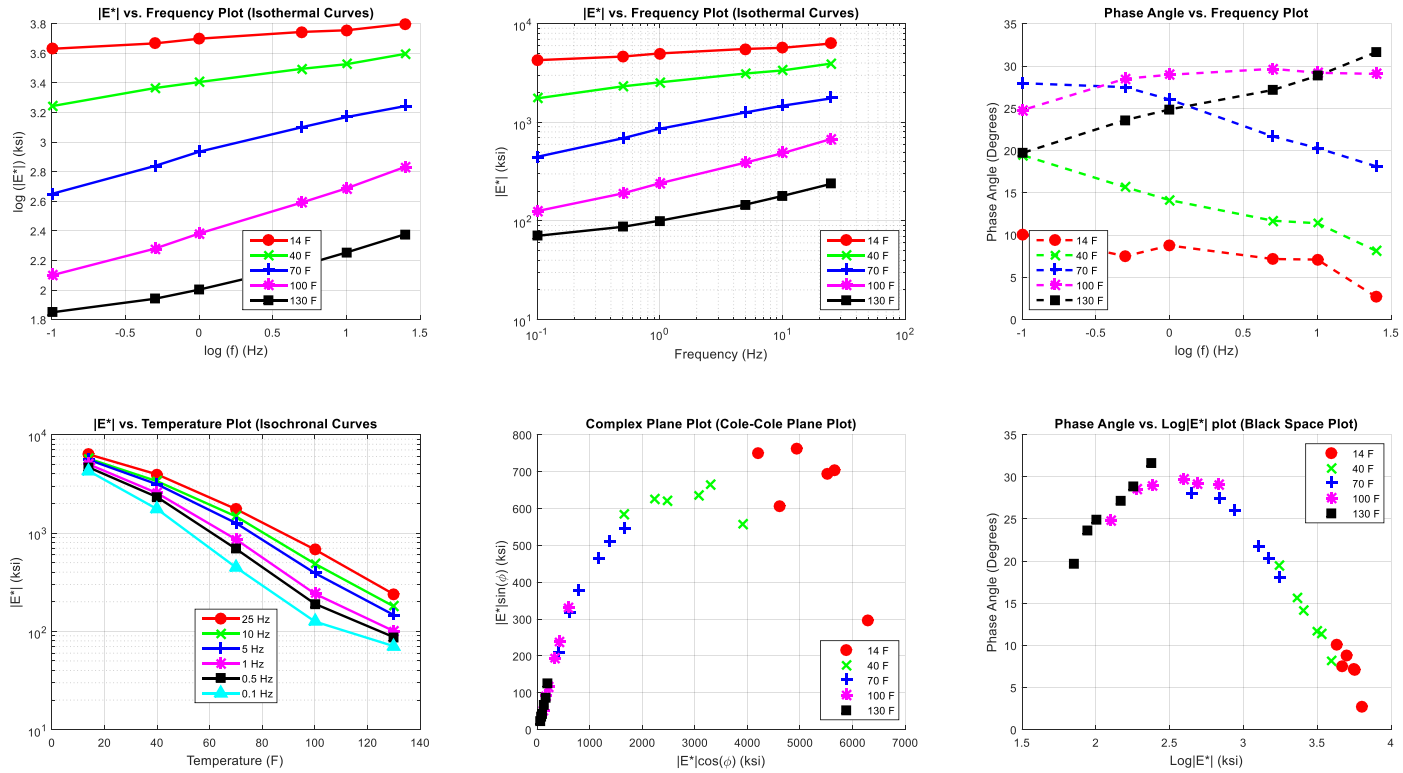 |E*| vs. Frequency Plot (Isothermal Curves)
log (|E*|) (ksi)
3.8
3.6
3.4
3.2
3
2.8
2.6
2.4
2.2
2
1.8
-1
-0.5
0
0.5
1
1.5
log (f) (Hz)
14 F
40 F
70 F
100 F
130 F
|E*| vs. Frequency Plot (Isothermal Curves)
|E*| (ksi)
10^4
10^3
10^2
10^1
10^-1
10^0
10^1
10^2
Frequency (Hz)
14 F
40 F
70 F
100 F
130 F
Phase Angle vs. Frequency Plot
Phase Angle (Degrees)
35
30
25
20
15
10
5
0
-1
-0.5
0
0.5
1
1.5
log (f) (Hz)
14 F
40 F
70 F
100 F
130 F
|E*| vs. Temperature Plot (Isochronal Curves
|E*| (ksi)
10^4
10^3
10^2
10^1
0
20
40
60
80
100
120
140
Temperature (F)
25 Hz
10 Hz
5 Hz
1 Hz
0.5 Hz
0.1 Hz
Complex Plane Plot (Cole-Cole Plane Plot)
|E*|sin(ϕ) (ksi)
800
700
600
500
400
300
200
100
0
0
1000
2000
3000
4000
5000
6000
7000
|E*|cos(ϕ) (ksi)
14 F
40 F
70 F
100 F
130 F
Phase Angle vs. Log|E*| plot (Black Space Plot)
Phase Angle (Degrees)
35
30
25
20
15
10
5
0
1.5
2
2.5
3
3.5
4
Log|E*| (ksi)
14 F
40 F
70 F
100 F
130 F